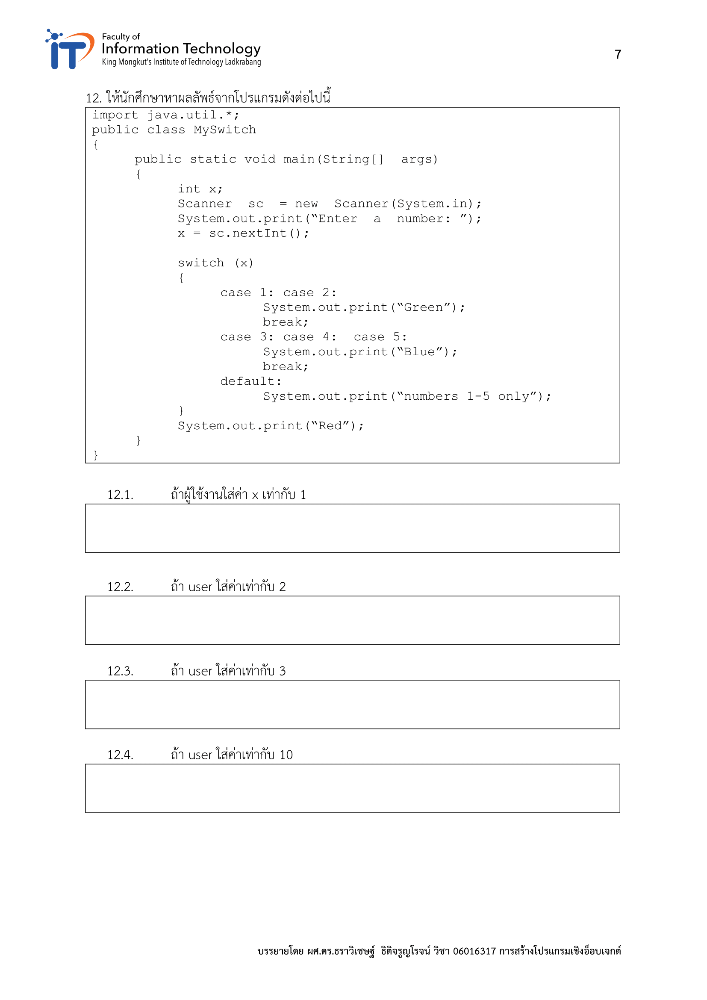 Faculty of
Information Technology
King Mongkut's Institute of Technology Ladkrabang
7
12. ให้นักศึกษาหาผลลัพธ์จากโปรแกรมดังต่อไปนี้
import java.util.*;
public class MySwitch
{
public static void main(String[]  args)
{
int x;
Scanner  sc  = new  Scanner(System.in);
System.out.print(“Enter  a  number: ”);
x = sc.nextInt();
switch (x)
{
case 1: case 2:
System.out.print(“Green”);
break;
case 3: case 4:  case 5:
System.out.print(“Blue”);
break;
default:
System.out.print(“numbers 1-5 only”);
}
System.out.print(“Red”);
}
}
12.1. ถ้าผู้ใช้งานใส่ค่า x เท่ากับ 1
12.2. ถ้า user ใส่ค่าเท่ากับ 2
12.3. ถ้า user ใส่ค่าเท่ากับ 3
12.4. ถ้า user ใส่ค่าเท่ากับ 10
บรรยายโดย ผศ.ดร.ธราวิเชษฐ์  ธิติจรูญโรจน์ วิชา 06016317 การสร้างโปรแกรมเชิงอ็อบเจกต์